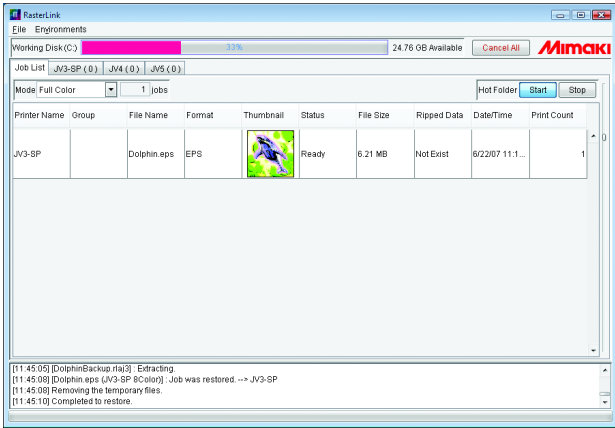 RasterLink
File Environments
Working Disk(C:) 33% 24.76 GB Available Cancel All Mimaki
Job List JV3-SP ( 0 ) JV4 ( 0 ) JV5 ( 0 )
Mode Full Color 1 jobs Hot Folder Start Stop
Printer Name Group File Name Format Thumbnail Status File Size Ripped Data Date/Time Print Count
JV3-SP Dolphin.eps EPS Ready 6.21 MB Not Exist 6/22/07 11:1... 1
[11:45:05] [DolphinBackup.rlaj3] : Extracting.
[11:45:08] [Dolphin.eps (JV3-SP 8Color)] : Job was restored. --> JV3-SP
[11:45:08] Removing the temporary files.
[11:45:10] Completed to restore.